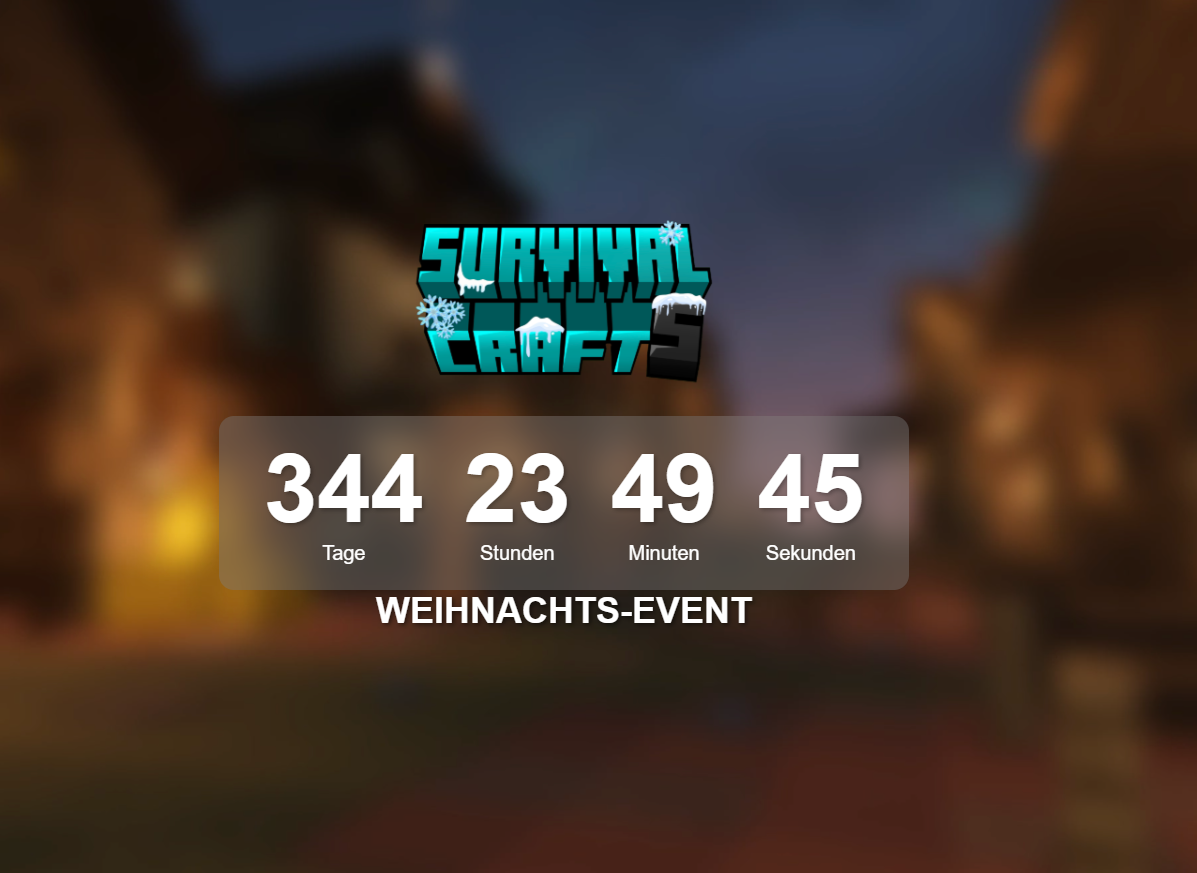 SURVIVAL
CRAFT5
344 23 49 45
Tage Stunden Minuten Sekunden
WEIHNACHTS-EVENT